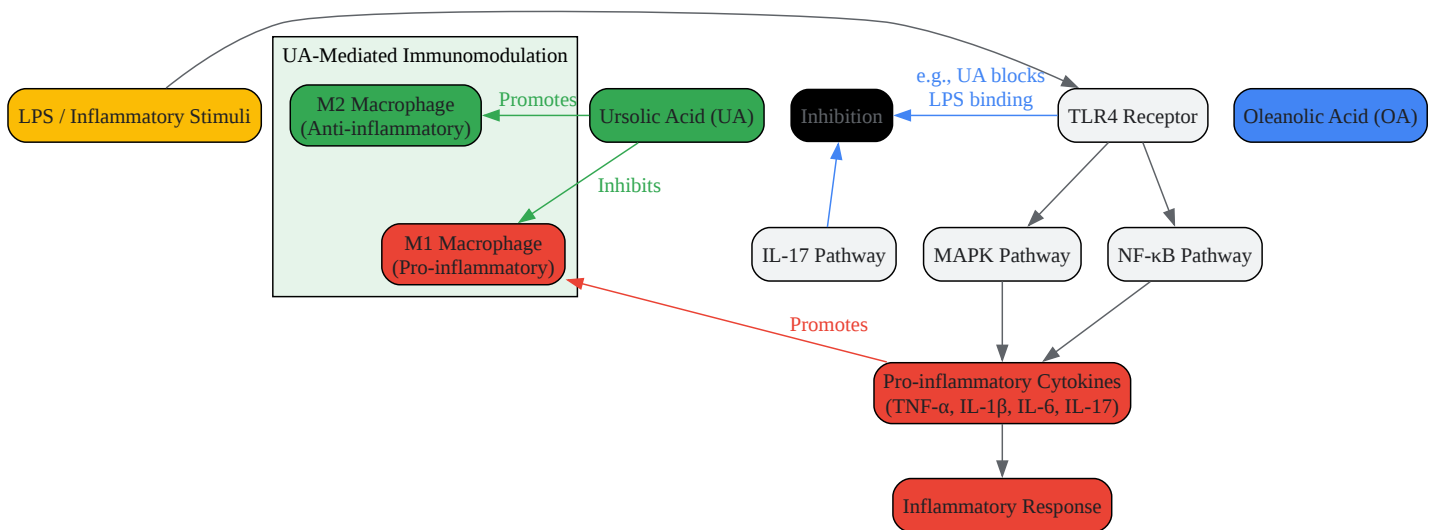 UA-Mediated Immunomodulation
LPS / Inflammatory Stimuli
M2 Macrophage
(Anti-inflammatory)
Promotes
Ursolic Acid (UA)
Inhibition
e.g., UA blocks
LPS binding
TLR4 Receptor
Oleanolic Acid (OA)
Inhibits
M1 Macrophage
(Pro-inflammatory)
IL-17 Pathway
MAPK Pathway
NF-κB Pathway
Promotes
Pro-inflammatory Cytokines
(TNF-α, IL-1β, IL-6, IL-17)
Inflammatory Response